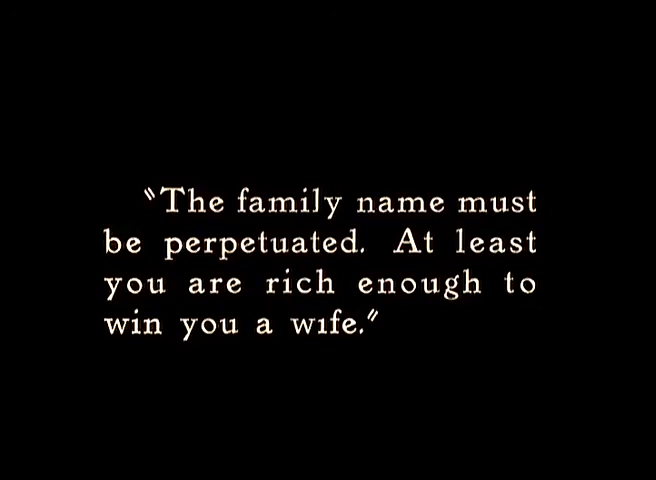 "The family name must
be perpetuated. At least
you are rich enough to
win you a wife."